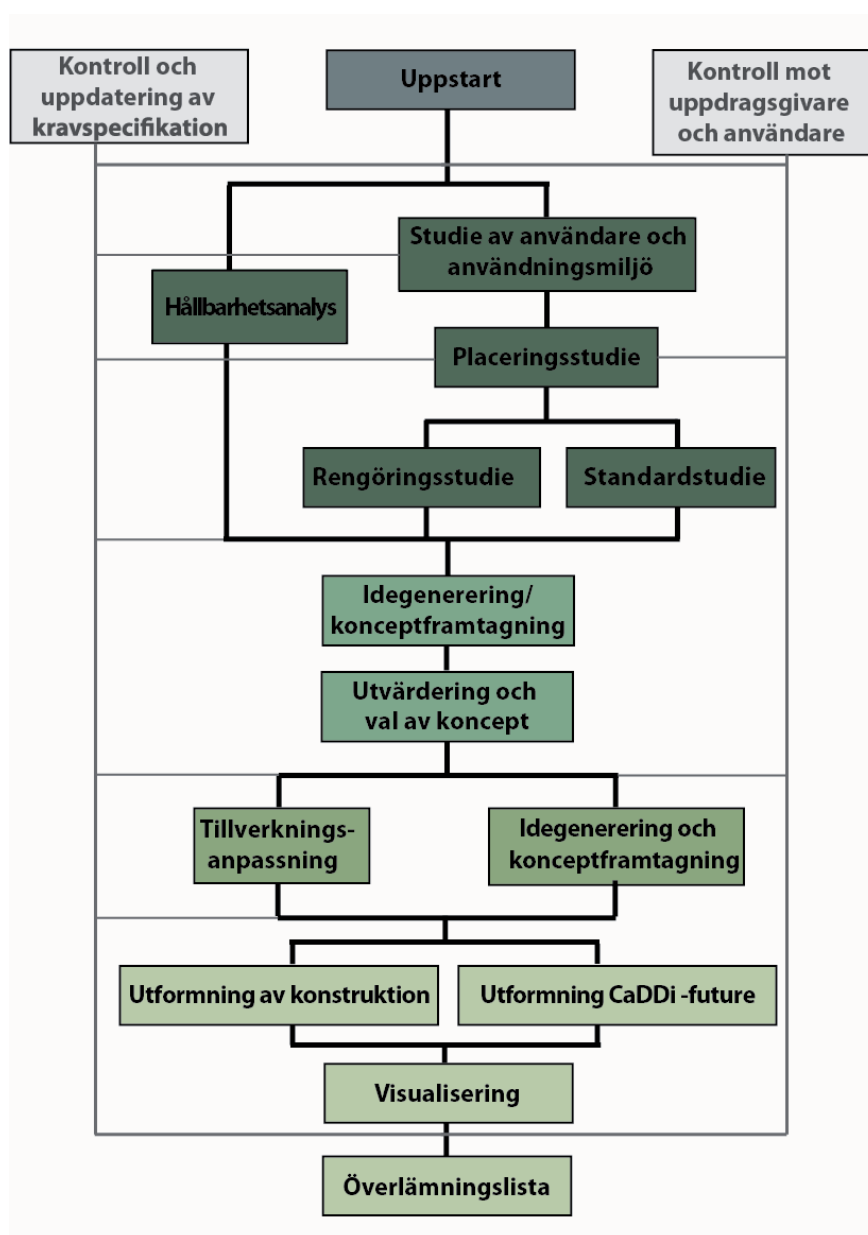 Kontroll och
uppdatering av
kravspecifikation
Uppstart
Kontroll mot
uppdragsgivare
och användare
Studie av användare och
användningsmiljö
Hållbarhetsanalys
Placeringsstudie
Rengöringsstudie
Standardstudie
Idegenerering/
konceptframtagning
Utvärdering och
val av koncept
Tillverknings-
anpassning
Idegenerering och
konceptframtagning
Utformning av konstruktion
Utformning CaDDi -future
Visualisering
Överlämningslista